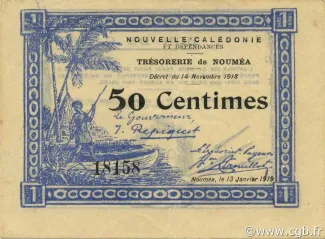 1 1
NOUVELLE-CALÉDONIE
ET DÉPENDANCES
TRÉSORERIE de NOUMÉA
Décret du 14 Novembre 1918
50 Centimes
Le Gouverneur
J. Repiquet
18158
Nouméa, le 13 Janvier 1919
1 1
© www.cgb.fr